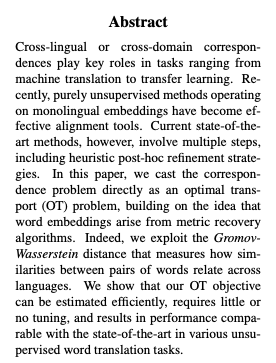 Abstract
Cross-lingual or cross-domain correspon-
dences play key roles in tasks ranging from
machine translation to transfer learning. Re-
cently, purely unsupervised methods operating
on monolingual embeddings have become ef-
fective alignment tools. Current state-of-the-
art methods, however, involve multiple steps,
including heuristic post-hoc refinement strate-
gies. In this paper, we cast the correspon-
dence problem directly as an optimal trans-
port (OT) problem, building on the idea that
word embeddings arise from metric recovery
algorithms. Indeed, we exploit the Gromov-
Wasserstein distance that measures how sim-
ilarities between pairs of words relate across
languages. We show that our OT objective
can be estimated efficiently, requires little or
no tuning, and results in performance compa-
rable with the state-of-the-art in various unsu-
pervised word translation tasks.